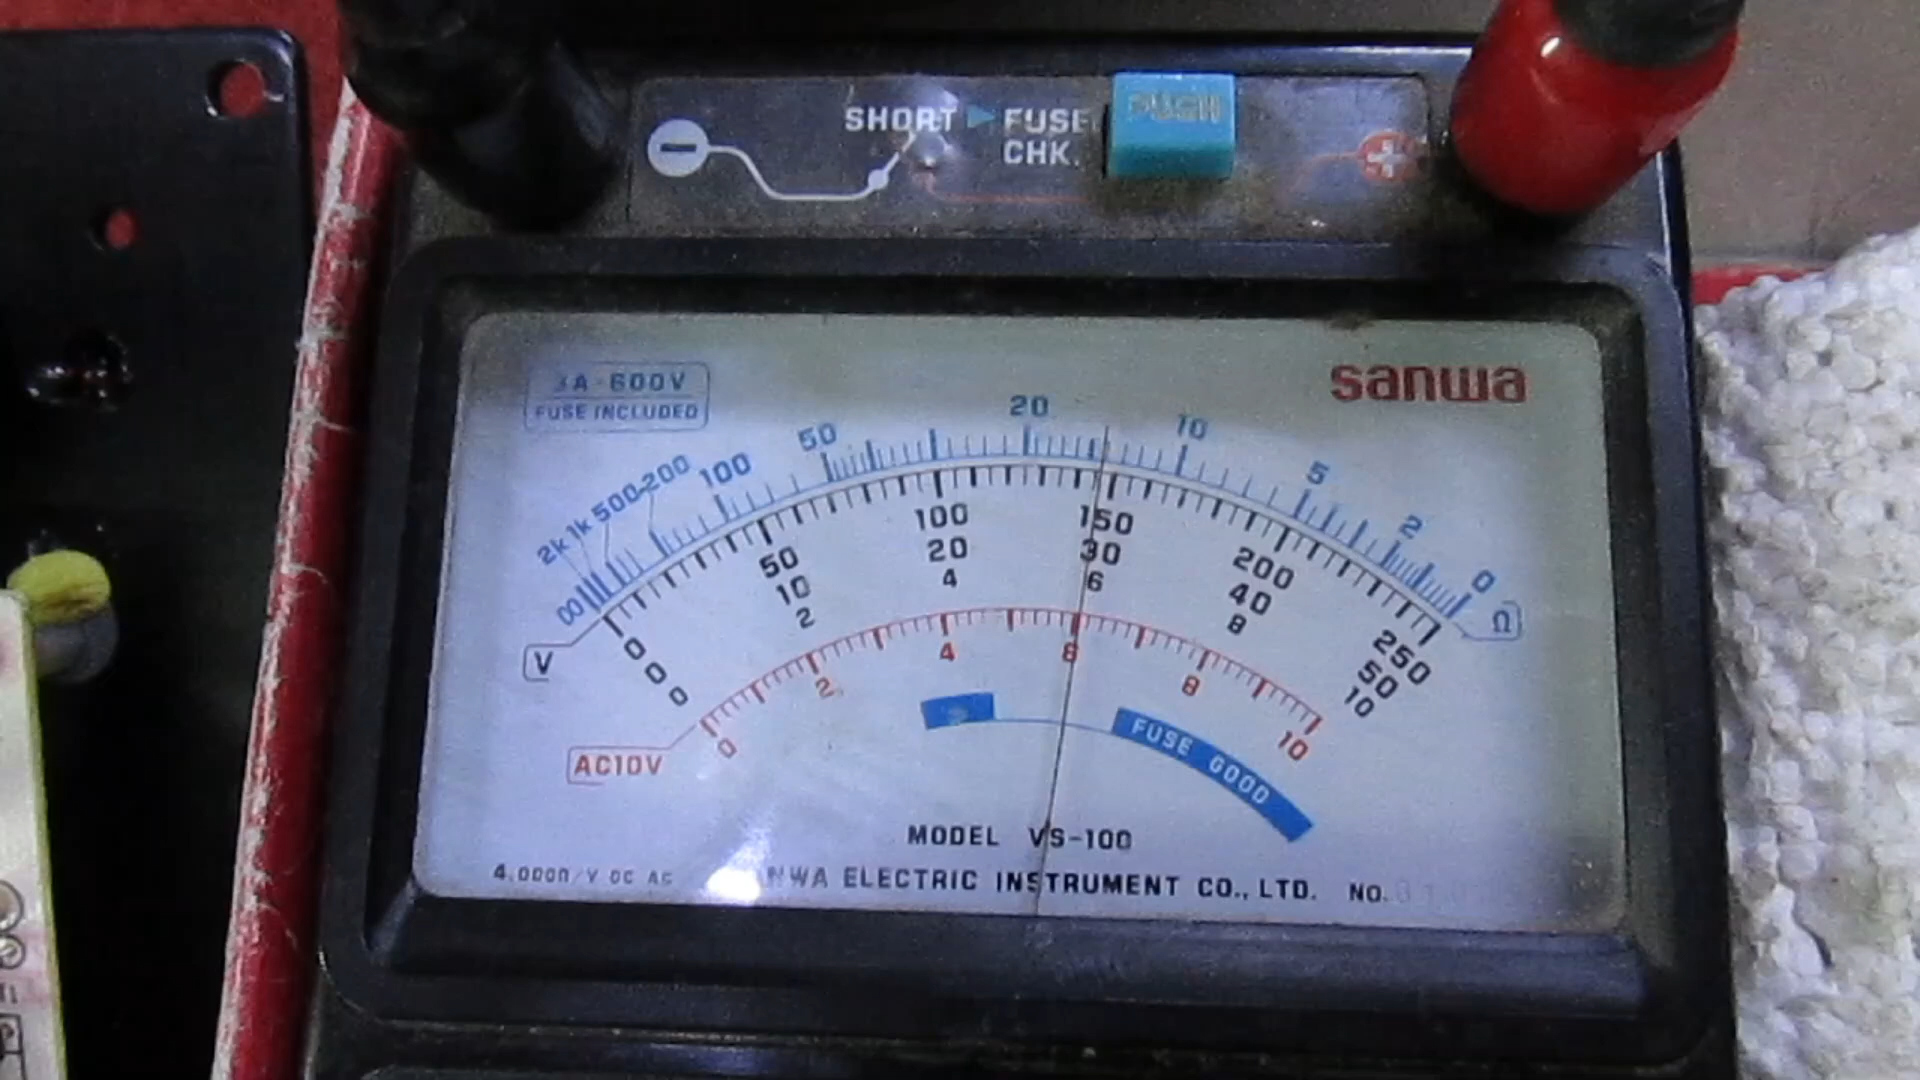 SHORT ▶ FUSE
CHK.
PUSH
3A-600V
FUSE INCLUDED
sanwa
2k 1k 500 200 100 50 20 10 5 2 0 Ω
∞
V
0 50 100 150 200 250
0 10 20 30 40 50
0 2 4 6 8 10
0 2 4 6 8 10
AC10V
FUSE GOOD
MODEL VS-100
ELECTRIC INSTRUMENT CO., LTD. NO.